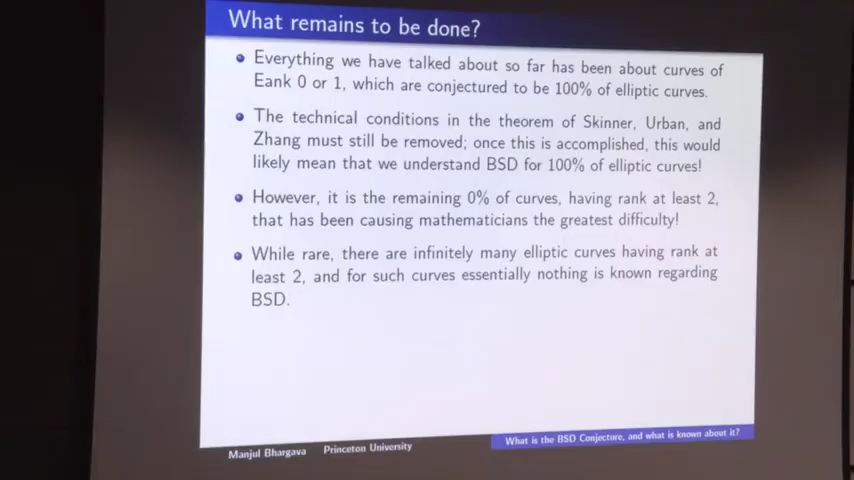 What remains to be done?
Everything we have talked about so far has been about curves of
Eank 0 or 1, which are conjectured to be 100% of elliptic curves.
The technical conditions in the theorem of Skinner, Urban, and
Zhang must still be removed; once this is accomplished, this would
likely mean that we understand BSD for 100% of elliptic curves!
However, it is the remaining 0% of curves, having rank at least 2,
that has been causing mathematicians the greatest difficulty!
While rare, there are infinitely many elliptic curves having rank at
least 2, and for such curves essentially nothing is known regarding
BSD.
Manjul Bhargava Princeton University
What is the BSD Conjecture, and what is known about it?